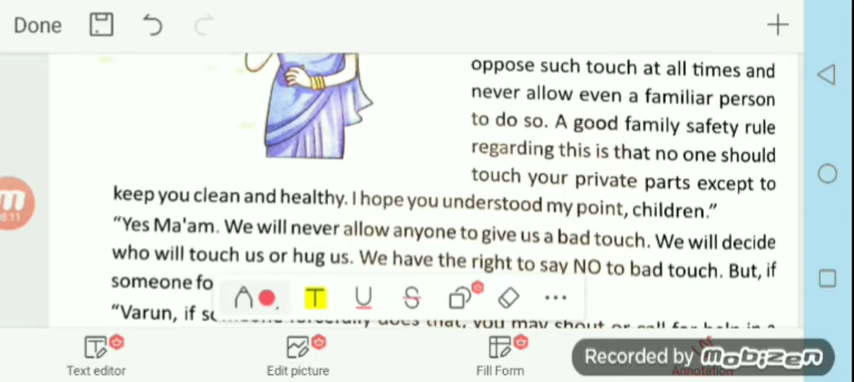 Done
oppose such touch at all times and
never allow even a familiar person
to do so. A good family safety rule
regarding this is that no one should
touch your private parts except to
keep you clean and healthy. I hope you understood my point, children.”
“Yes Ma'am. We will never allow anyone to give us a bad touch. We will decide
who will touch us or hug us. We have the right to say NO to bad touch. But, if
someone fo
“Varun, if
T U S
Text editor
Edit picture
Fill Form
Annotation
Recorded by mobizen